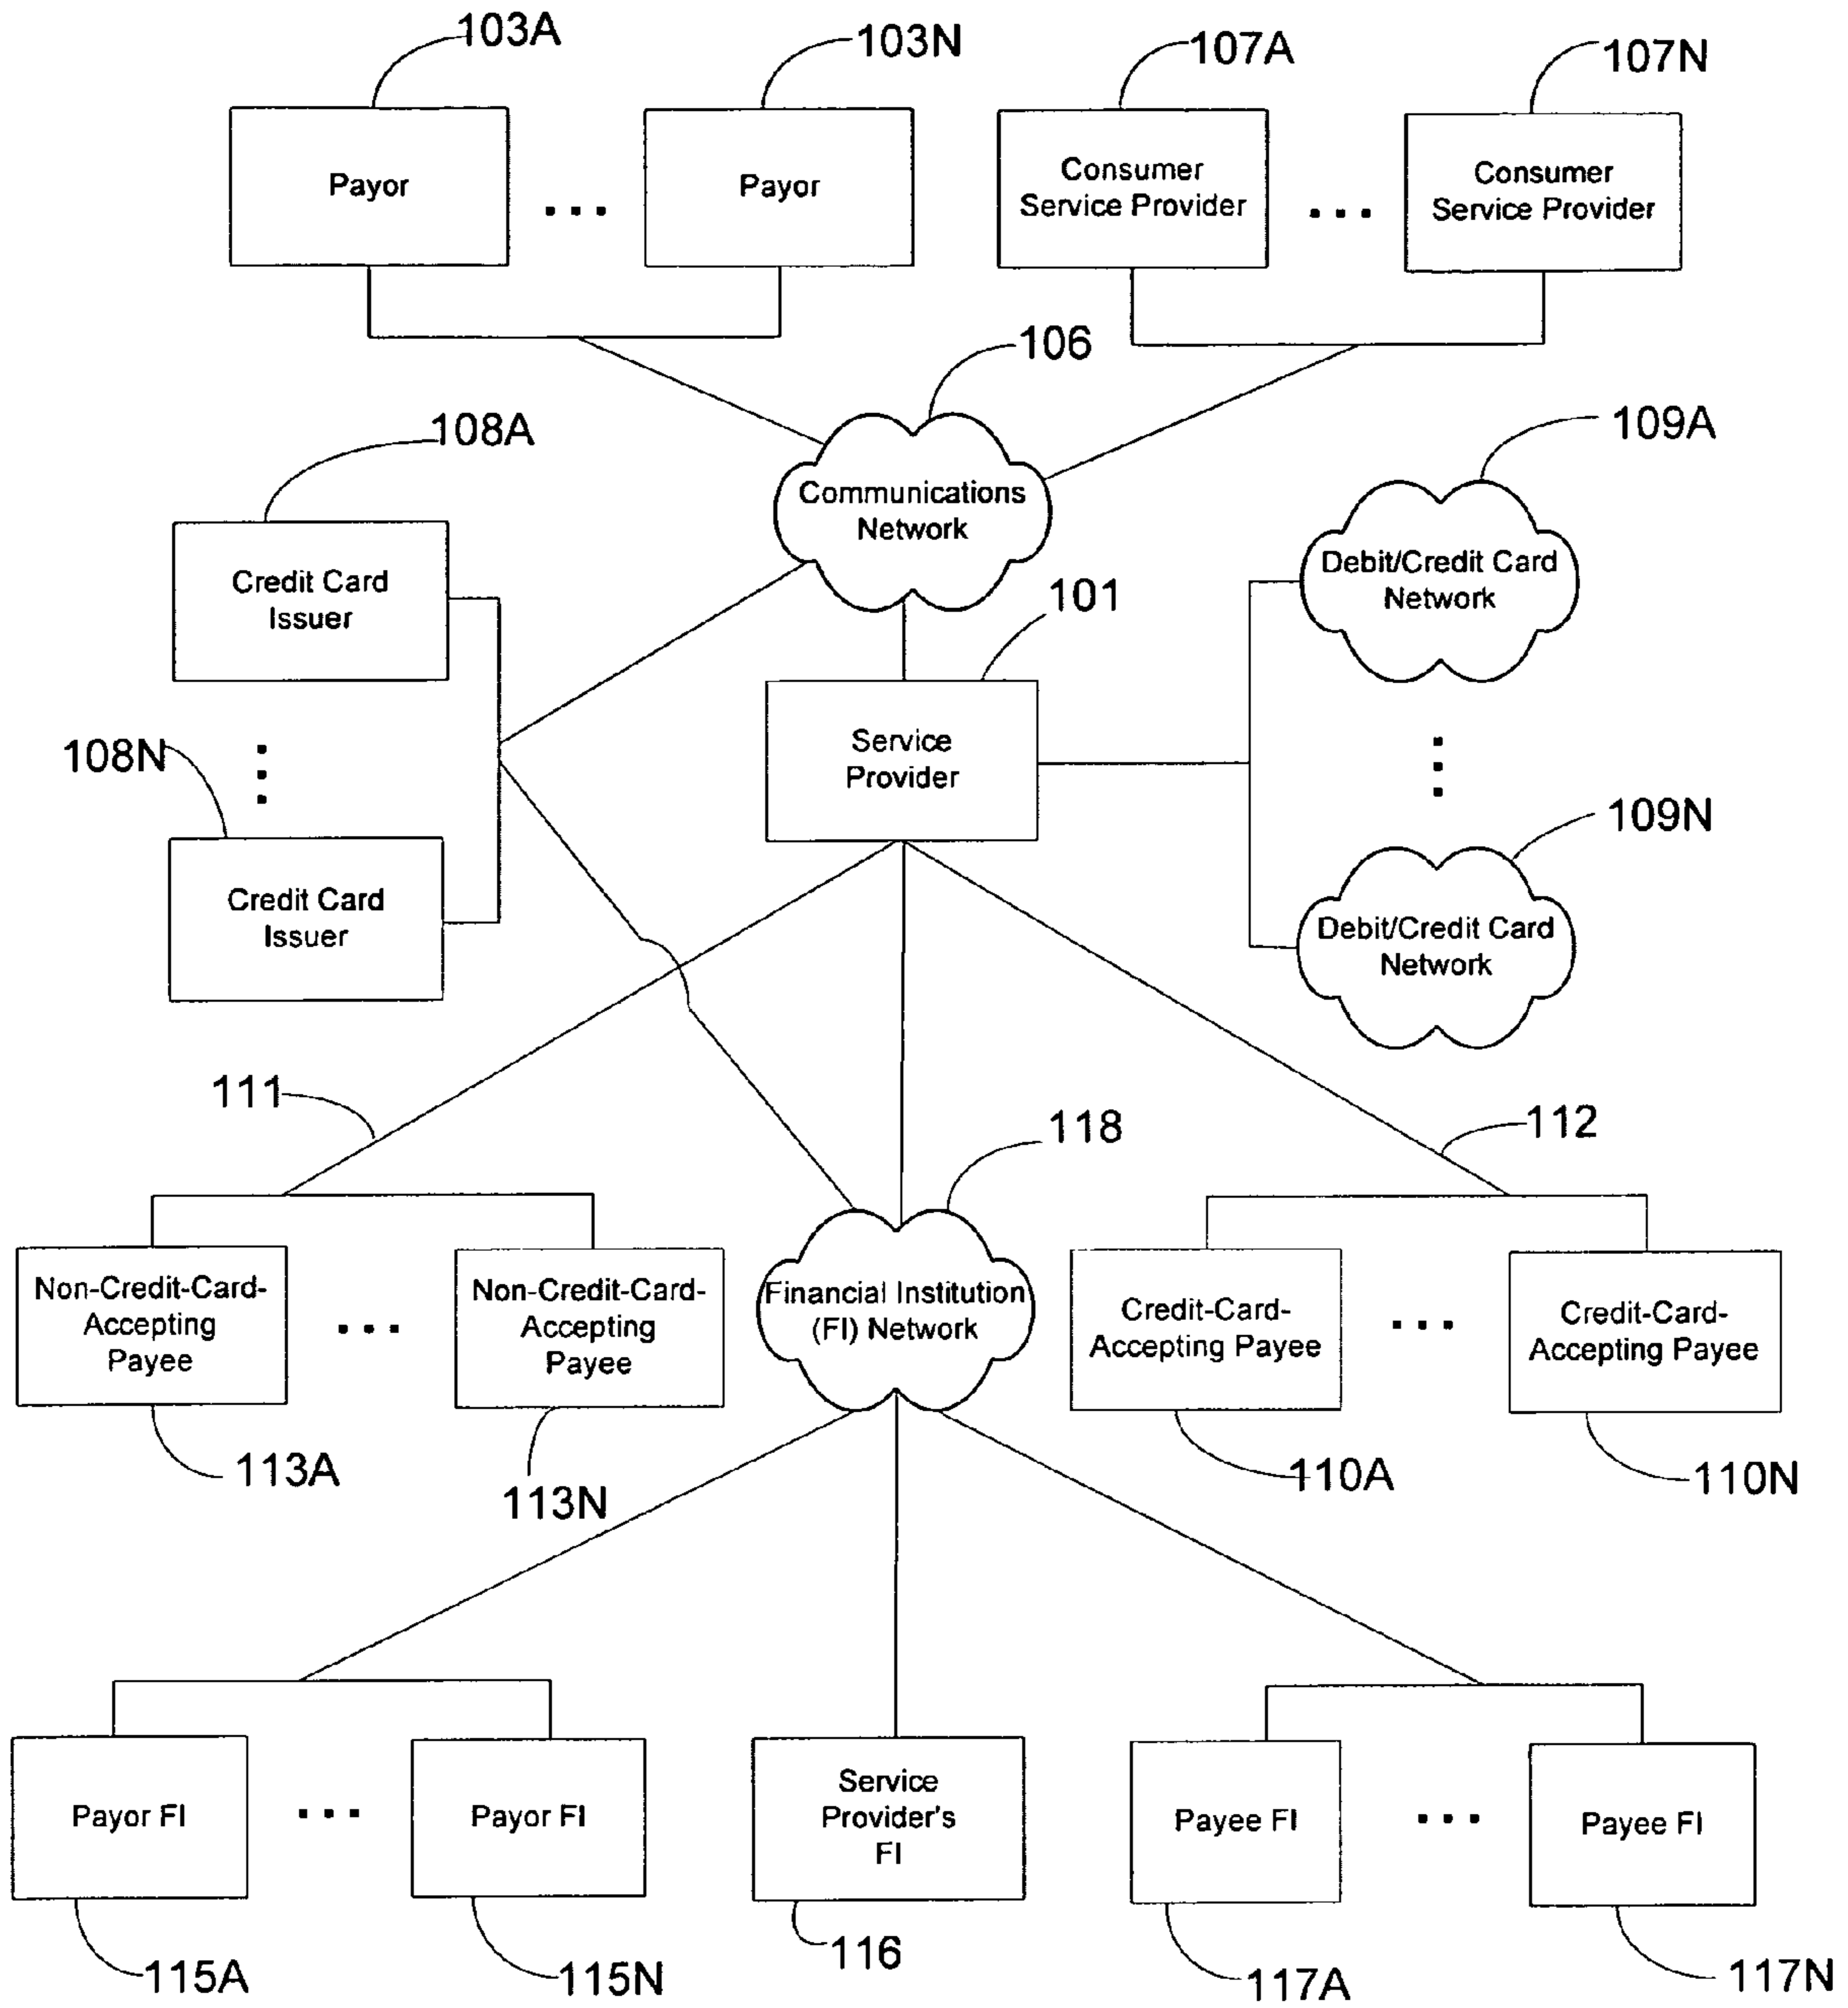 103A
103N
107A
107N
Payor
Payor
Consumer
Service Provider
Consumer
Service Provider
106
108A
109A
Communications
Network
Credit Card
Issuer
Debit/Credit Card
Network
101
108N
Service
Provider
109N
Credit Card
Issuer
Debit/Credit Card
Network
111
118
112
Non-Credit-Card-
Accepting
Payee
Non-Credit-Card-
Accepting
Payee
Financial Institution
(FI) Network
Credit-Card-
Accepting Payee
Credit-Card-
Accepting Payee
113A
113N
110A
110N
Payor FI
Payor FI
Service
Provider's
FI
Payee FI
Payee FI
115A
115N
116
117A
117N